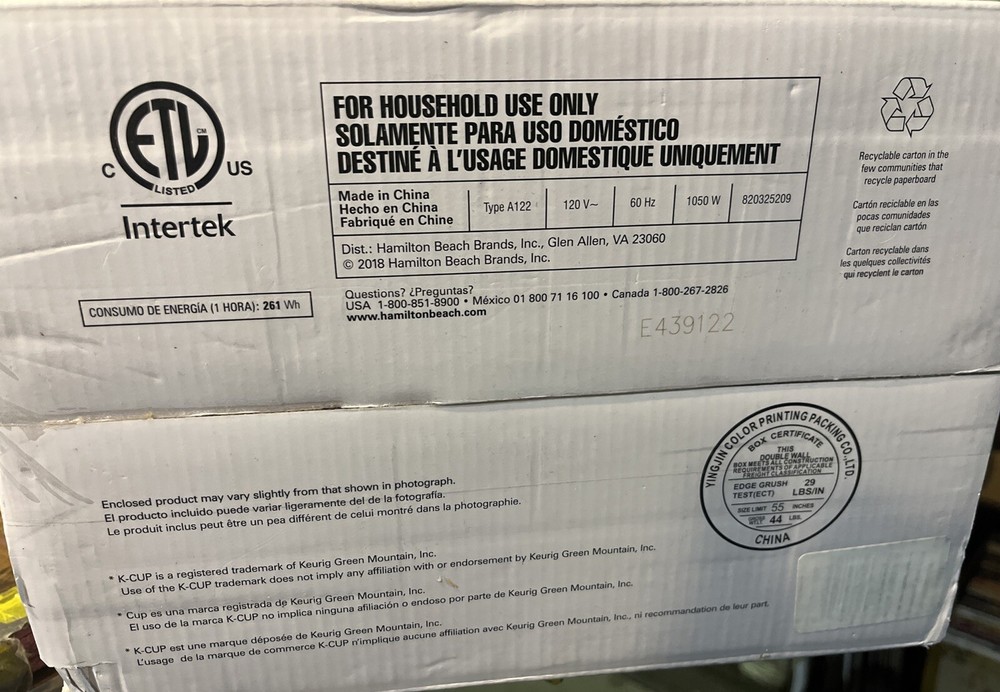 C ETL CM US
LISTED
Intertek
FOR HOUSEHOLD USE ONLY
SOLAMENTE PARA USO DOMÉSTICO
DESTINÉ À L'USAGE DOMESTIQUE UNIQUEMENT
Made in China
Hecho en China
Fabriqué en Chine
Type A122
120 V~
60 Hz
1050 W
820325209
Dist.: Hamilton Beach Brands, Inc., Glen Allen, VA 23060
© 2018 Hamilton Beach Brands, Inc.
Recyclable carton in the
few communities that
recycle paperboard
Cartón reciclable en las
pocas comunidades
que reciclan cartón
Carton recyclable dans
les quelques collectivités
qui recyclent le carton
CONSUMO DE ENERGÍA (1 HORA): 261 Wh
Questions? ¿Preguntas?
USA 1-800-851-8900 • México 01 800 71 16 100 • Canada 1-800-267-2826
www.hamiltonbeach.com
E439122
Enclosed product may vary slightly from that shown in photograph.
El producto incluido puede variar ligeramente del de la fotografía.
Le produit inclus peut être un pea différent de celui montré dans la photographie.
* K-CUP is a registered trademark of Keurig Green Mountain, Inc.
Use of the K-CUP trademark does not imply any affiliation with or endorsement by Keurig Green Mountain, Inc.
* Cup es una marca registrada de Keurig Green Mountain, Inc.
El uso de la marca K-CUP no implica ninguna afiliación o endoso por parte de Keurig Green Mountain, Inc.
* K-CUP est une marque déposée de Keurig Green Mountain, Inc.
L'usage de la marque de commerce K-CUP n'implique aucune affiliation avec Keurig Green Mountain, Inc., ni recommandation de leur part.
YINGJIN COLOR PRINTING PACKING CO.,LTD.
BOX CERTIFICATE
THIS
DOUBLE WALL
BOX MEETS ALL CONSTRUCTION
REQUIREMENTS OF APPLICABLE
FREIGHT CLASSIFICATION
EDGE GRUSH 29
TEST(ECT) LBS/IN
SIZE LIMIT 55 INCHES
44 LBS.
CHINA